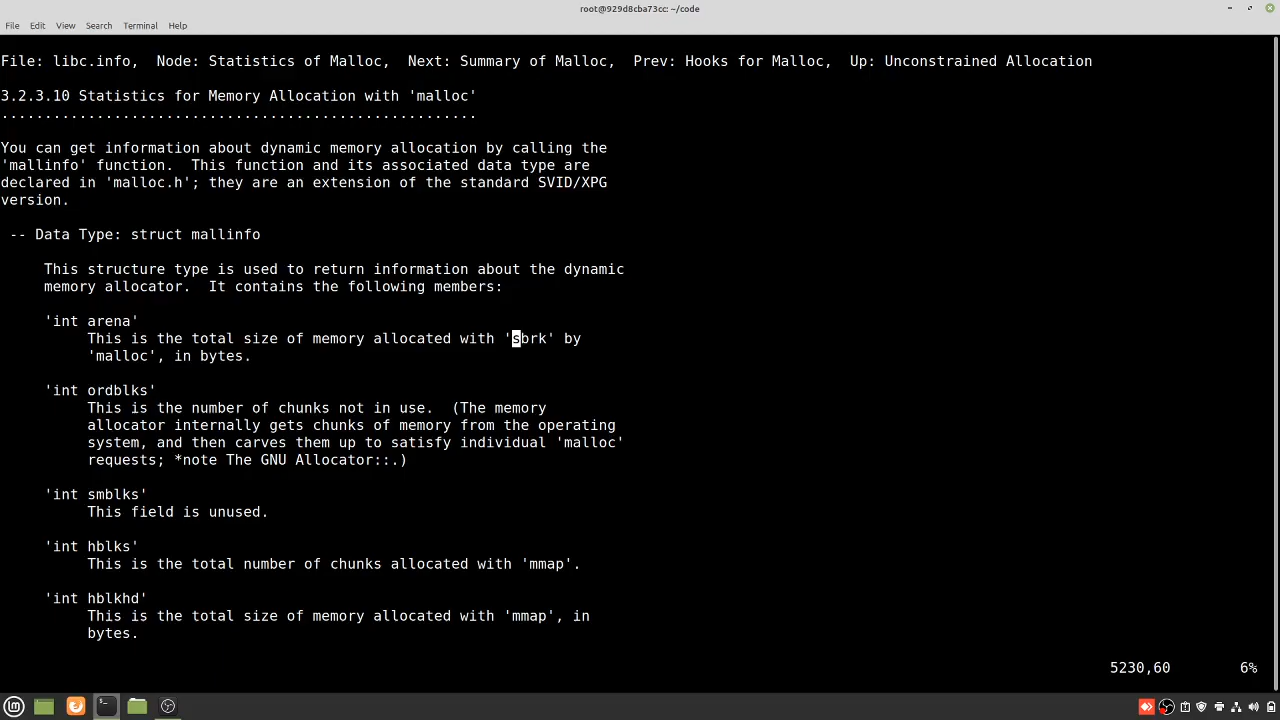 root@929d8cba73cc: ~/code
File Edit View Search Terminal Help
File: libc.info,  Node: Statistics of Malloc,  Next: Summary of Malloc,  Prev: Hooks for Malloc,  Up: Unconstrained Allocation
3.2.3.10 Statistics for Memory Allocation with 'malloc'
.......................................................
You can get information about dynamic memory allocation by calling the
'mallinfo' function.  This function and its associated data type are
declared in 'malloc.h'; they are an extension of the standard SVID/XPG
version.
-- Data Type: struct mallinfo
This structure type is used to return information about the dynamic
memory allocator.  It contains the following members:
'int arena'
This is the total size of memory allocated with 'sbrk' by
'malloc', in bytes.
'int ordblks'
This is the number of chunks not in use.  (The memory
allocator internally gets chunks of memory from the operating
system, and then carves them up to satisfy individual 'malloc'
requests; *note The GNU Allocator::.)
'int smblks'
This field is unused.
'int hblks'
This is the total number of chunks allocated with 'mmap'.
'int hblkhd'
This is the total size of memory allocated with 'mmap', in
bytes.
5230,60 6%